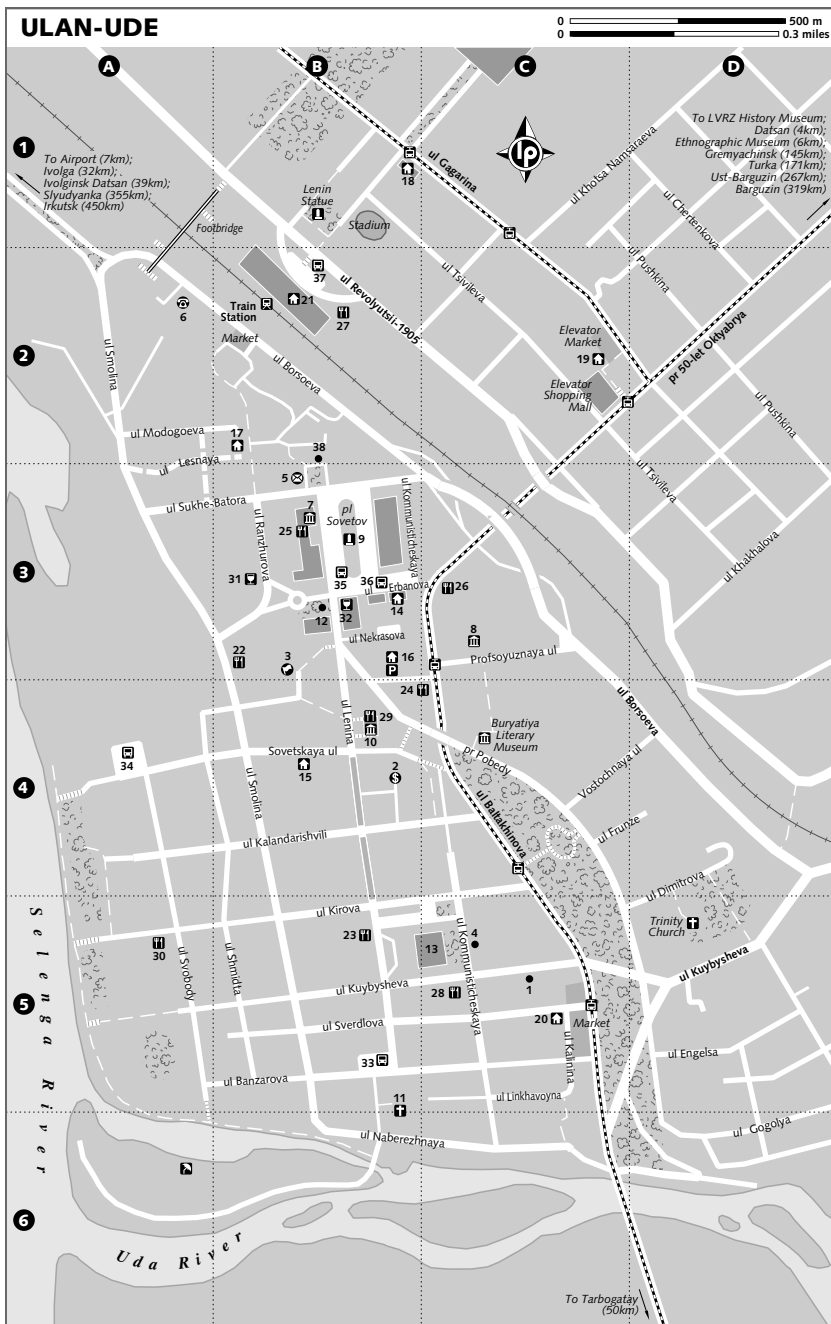 ULAN-UDE
0 500 m
0 0.3 miles
A
B
C
D
1
To LVRZ History Museum;
Datsan (4km);
Ethnographic Museum (6km);
Gremyachinsk (145km);
Turka (171km);
Ust-Barguzin (267km);
Barguzin (319km)
To Airport (7km);
Ivolga (32km);
Ivolginsk Datsan (39km);
Slyudyanka (355km);
Irkutsk (450km)
lp
ul Gagarina
18
ul Khotsa Namsaraeva
ul Chertenkova
Lenin
Statue
Stadium
Footbridge
ul Pushkina
ul Tsivileva
37
ul Revolyutsii-1905
21
Train
Station
27
6
Market
2
ul Smolina
ul Borsoeva
Elevator
Market
19
Elevator
Shopping
Mall
pr 50-let Oktyabrya
ul Pushkina
ul Tsivileva
ul Modogoeva
17
ul Lesnaya
38
5
ul Sukhe-Batora
7
pl
Sovetov
25
9
ul Kommunisticheskaya
ul Ranzhurova
ul Khakhalova
3
31
35
36
ul Erbanova
26
14
12
32
ul Nekrasova
8
22
3
16
P
Profsoyuznaya ul
24
ul Borsoeva
ul Lenina
29
10
Buryatiya
Literary
Museum
34
Sovetskaya ul
15
2
$
pr Pobedy
Vostochnaya ul
4
ul Smolina
ul Baltakhinova
ul Frunze
ul Kalandarishvili
ul Dimitrova
Selenga River
ul Kirova
Trinity
Church
30
23
13
4
ul Kommunisticheskaya
ul Svobody
ul Shmidta
ul Kuybysheva
ul Kuybysheva
28
1
5
ul Sverdlova
20
Market
ul Kalinina
33
ul Engelsa
ul Banzarova
11
ul Linkhavoyna
ul Gogolya
ul Naberezhnaya
6
Uda River
To Tarbogatay
(50km)